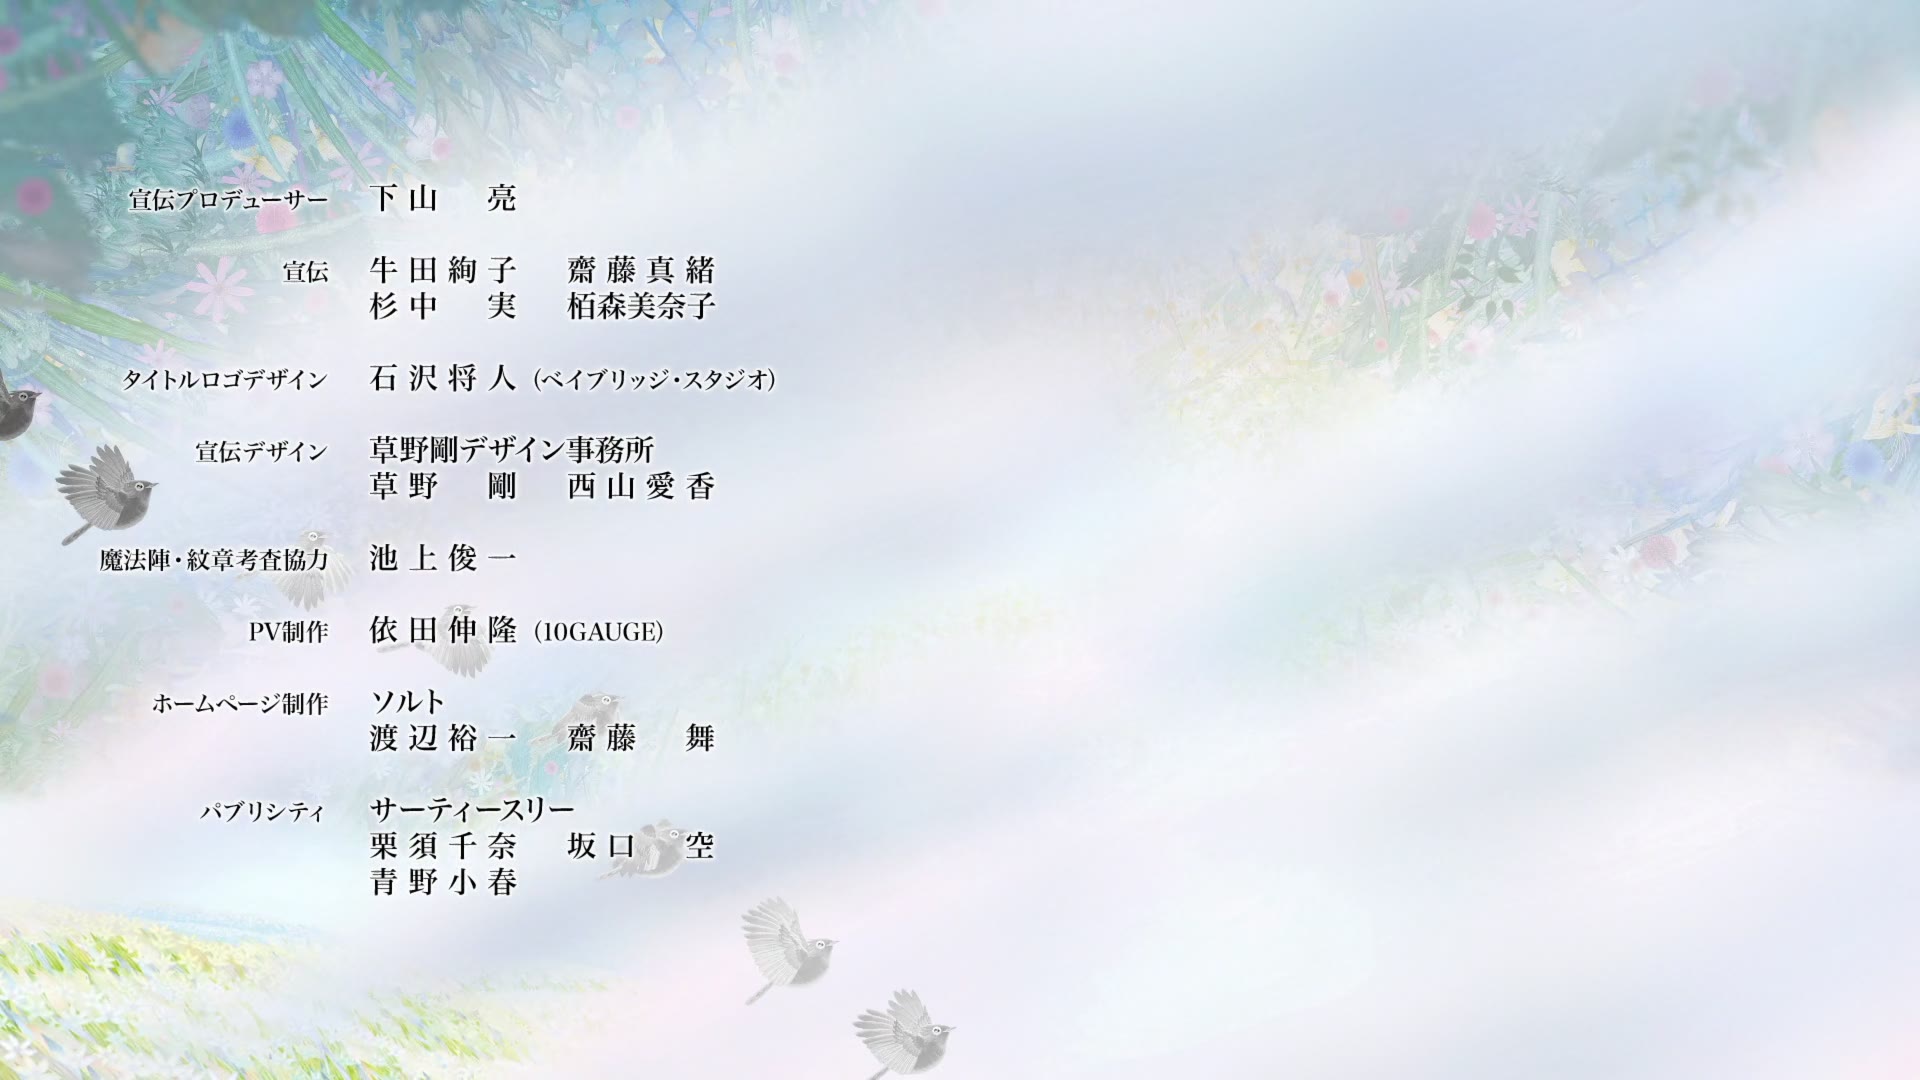 宣伝プロデューサー 下山 亮
宣伝 牛田絢子 齋藤真緒
杉中 実 栢森美奈子
タイトルロゴデザイン 石沢将人(ベイブリッジ・スタジオ)
宣伝デザイン 草野剛デザイン事務所
草野 剛 西山愛香
魔法陣・紋章考査協力 池上俊一
PV制作 依田伸隆(10GAUGE)
ホームページ制作 ソルト
渡辺裕一 齋藤 舞
パブリシティ サーティースリー
栗須千奈 坂口 空
青野小春